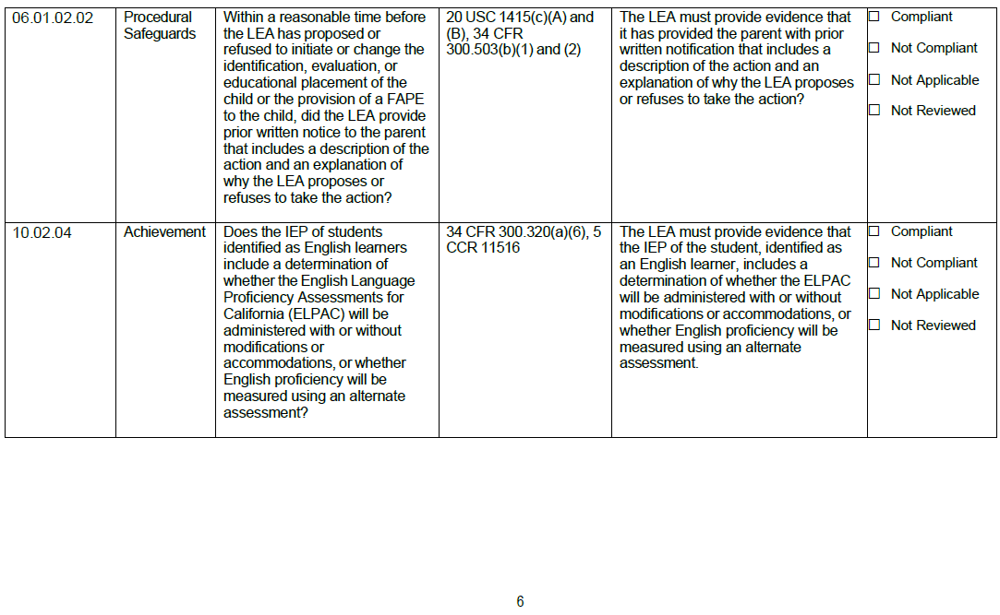 06.01.02.02
Procedural
Safeguards
Within a reasonable time before
the LEA has proposed or
refused to initiate or change the
identification, evaluation, or
educational placement of the
child or the provision of a FAPE
to the child, did the LEA provide
prior written notice to the parent
that includes a description of the
action and an explanation of
why the LEA proposes or
refuses to take the action?
20 USC 1415(c)(A) and
(B), 34 CFR
300.503(b)(1) and (2)
The LEA must provide evidence that
it has provided the parent with prior
written notification that includes a
description of the action and an
explanation of why the LEA proposes
or refuses to take the action?
☐ Compliant
☐ Not Compliant
☐ Not Applicable
☐ Not Reviewed
10.02.04
Achievement
Does the IEP of students
identified as English learners
include a determination of
whether the English Language
Proficiency Assessments for
California (ELPAC) will be
administered with or without
modifications or
accommodations, or whether
English proficiency will be
measured using an alternate
assessment?
34 CFR 300.320(a)(6), 5
CCR 11516
The LEA must provide evidence that
the IEP of the student, identified as
an English learner, includes a
determination of whether the ELPAC
will be administered with or without
modifications or accommodations, or
whether English proficiency will be
measured using an alternate
assessment.
☐ Compliant
☐ Not Compliant
☐ Not Applicable
☐ Not Reviewed
6